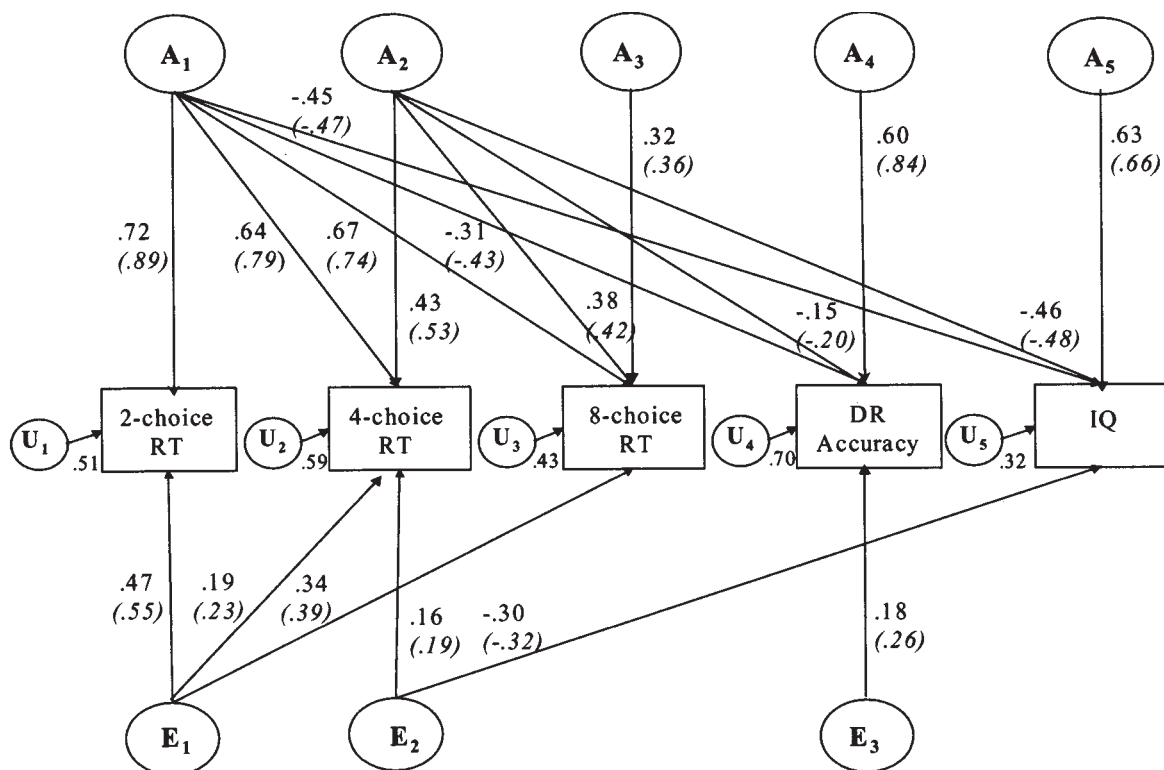 A1 A2 A3 A4 A5
-.45
(-.47)
.32
(.36)
.60
(.84)
.63
(.66)
.72
(.89)
.64
(.79)
.67
(.74)
-.31
(-.43)
.43
(.53)
.38
(.42)
-.15
(-.20)
-.46
(-.48)
U1
.51
2-choice
RT
U2
.59
4-choice
RT
U3
.43
8-choice
RT
U4
.70
DR
Accuracy
U5
.32
IQ
.47
(.55)
.19
(.23)
.34
(.39)
.16
(.19)
-.30
(-.32)
.18
(.26)
E1 E2 E3